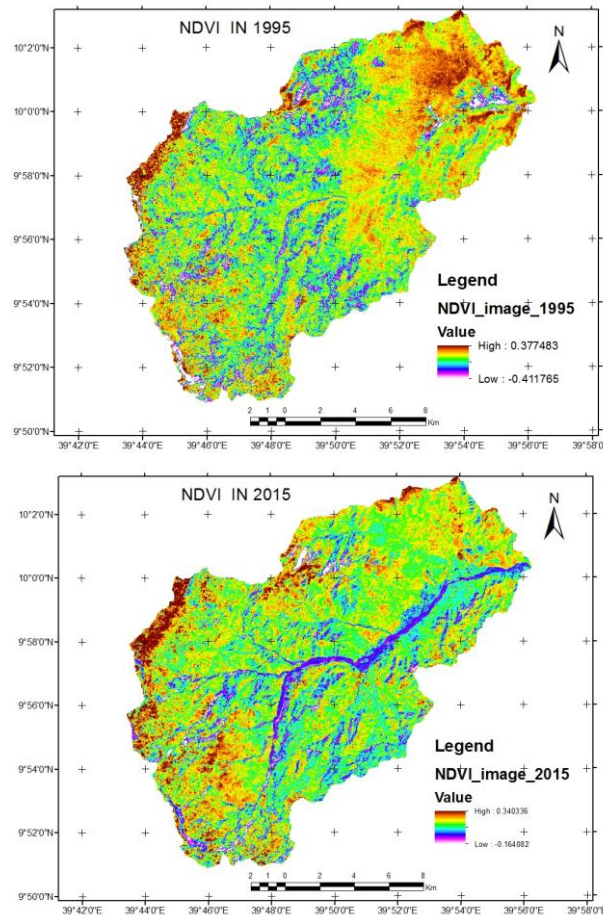 NDVI IN 1995
N
10°2'0"N
10°0'0"N
9°58'0"N
9°56'0"N
9°54'0"N
9°52'0"N
9°50'0"N
Legend
NDVI_image_1995
Value
High : 0.377483
Low : -0.411765
2 1 0 2 4 6 8
Km
39°42'0"E 39°44'0"E 39°46'0"E 39°48'0"E 39°50'0"E 39°52'0"E 39°54'0"E 39°56'0"E 39°58'0"E
NDVI IN 2015
N
10°2'0"N
10°0'0"N
9°58'0"N
9°56'0"N
9°54'0"N
9°52'0"N
9°50'0"N
Legend
NDVI_image_2015
Value
High : 0.340336
Low : -0.164082
2 1 0 2 4 6 8
Km
39°42'0"E 39°44'0"E 39°46'0"E 39°48'0"E 39°50'0"E 39°52'0"E 39°54'0"E 39°56'0"E 39°58'0"E